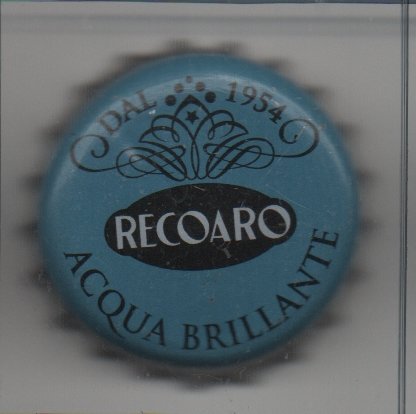 DAL 1954
RECOARO
ACQUA BRILLANTE